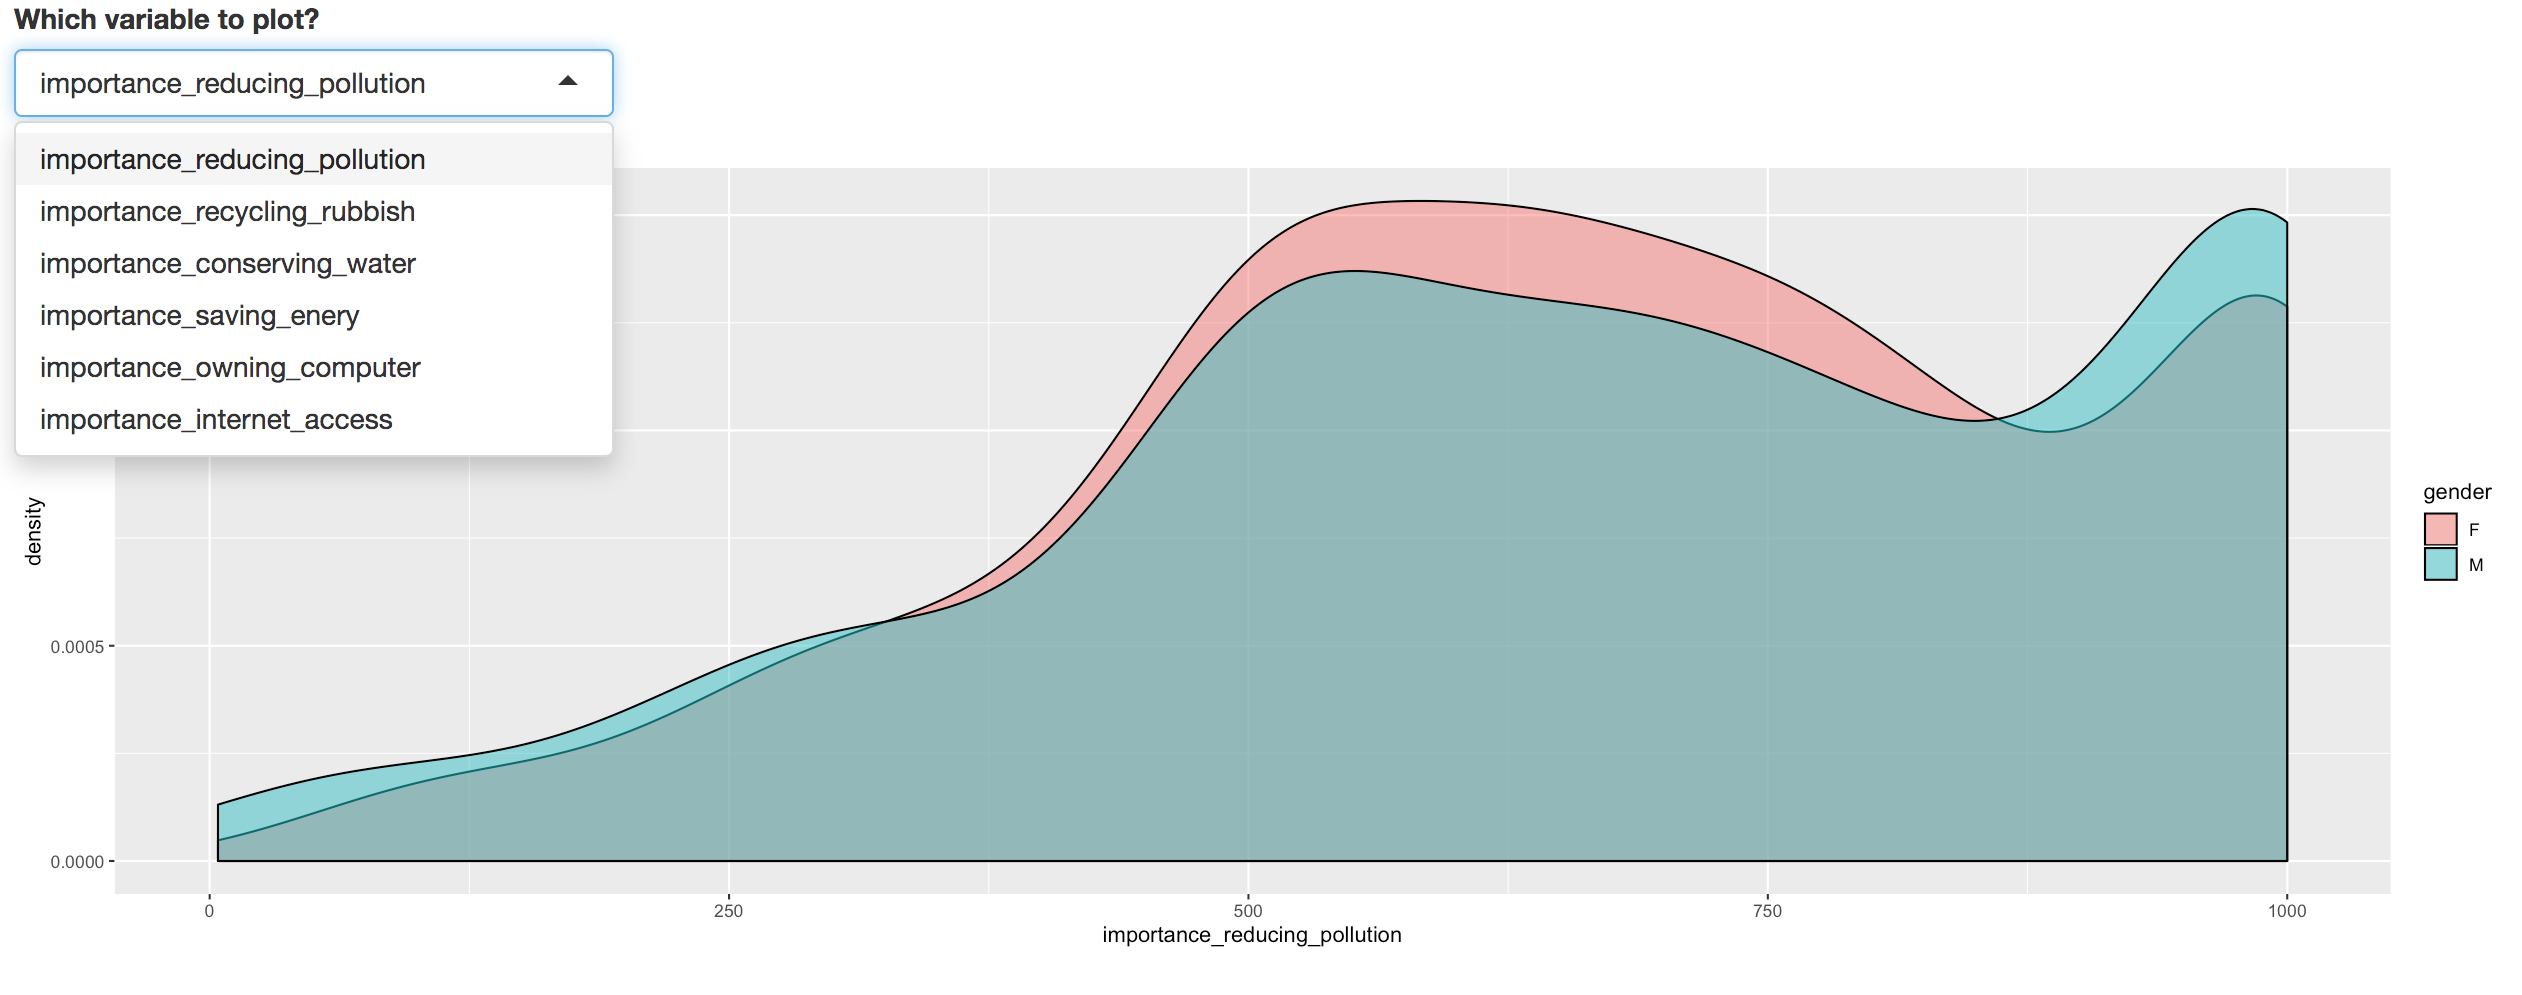 Which variable to plot?
importance_reducing_pollution
importance_reducing_pollution
importance_recycling_rubbish
importance_conserving_water
importance_saving_enery
importance_owning_computer
importance_internet_access
density
0.0005
0.0000
0
250
500
750
1000
importance_reducing_pollution
gender
F
M